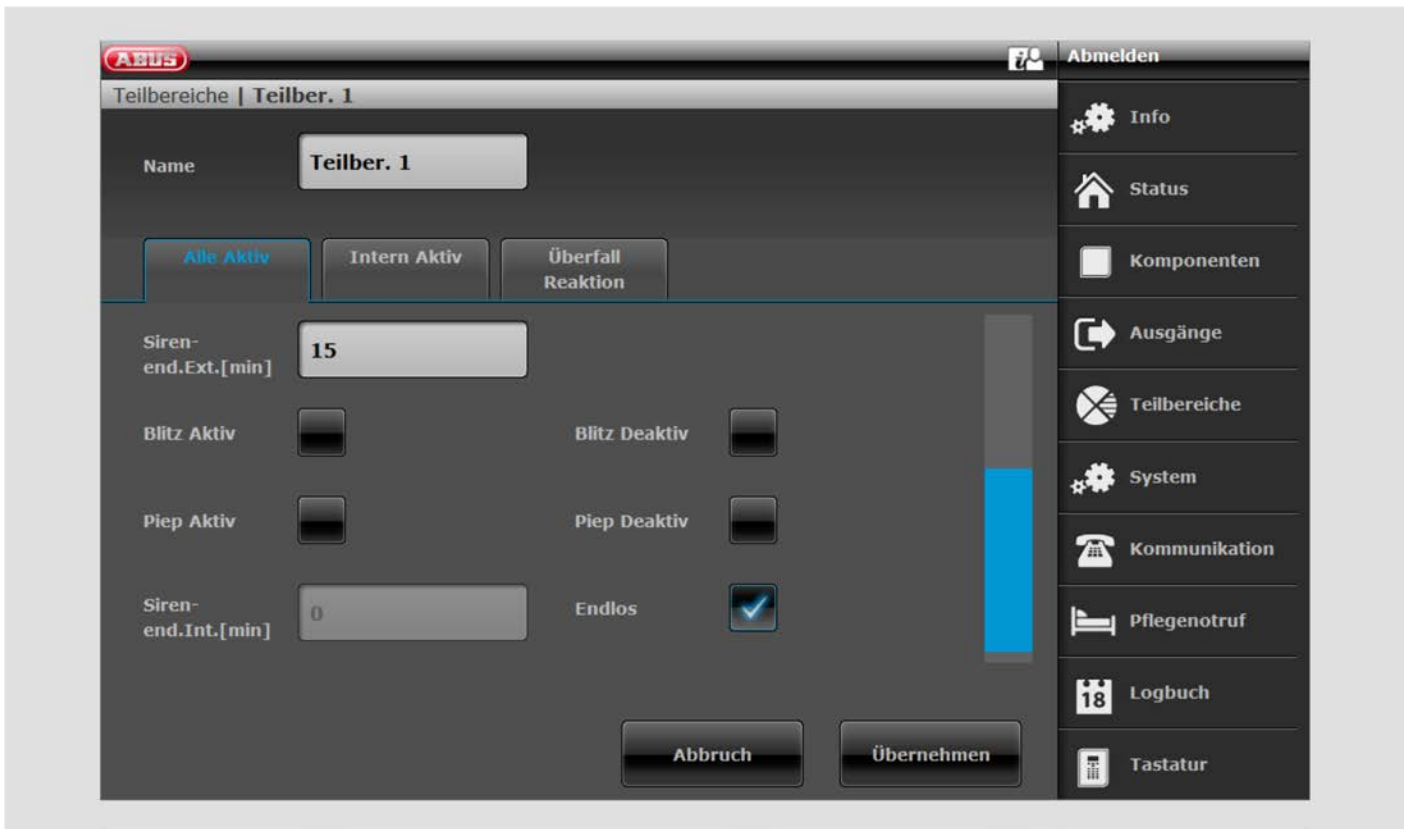 ABUS
Abmelden
Teilbereiche | Teilber. 1
Name
Teilber. 1
Alle Aktiv
Intern Aktiv
Überfall
Reaktion
Siren-
end.Ext.[min]
15
Blitz Aktiv
Blitz Deaktiv
Piep Aktiv
Piep Deaktiv
Siren-
end.Int.[min]
0
Endlos
Abbruch
Übernehmen
Info
Status
Komponenten
Ausgänge
Teilbereiche
System
Kommunikation
Pflegenotruf
18
Logbuch
Tastatur